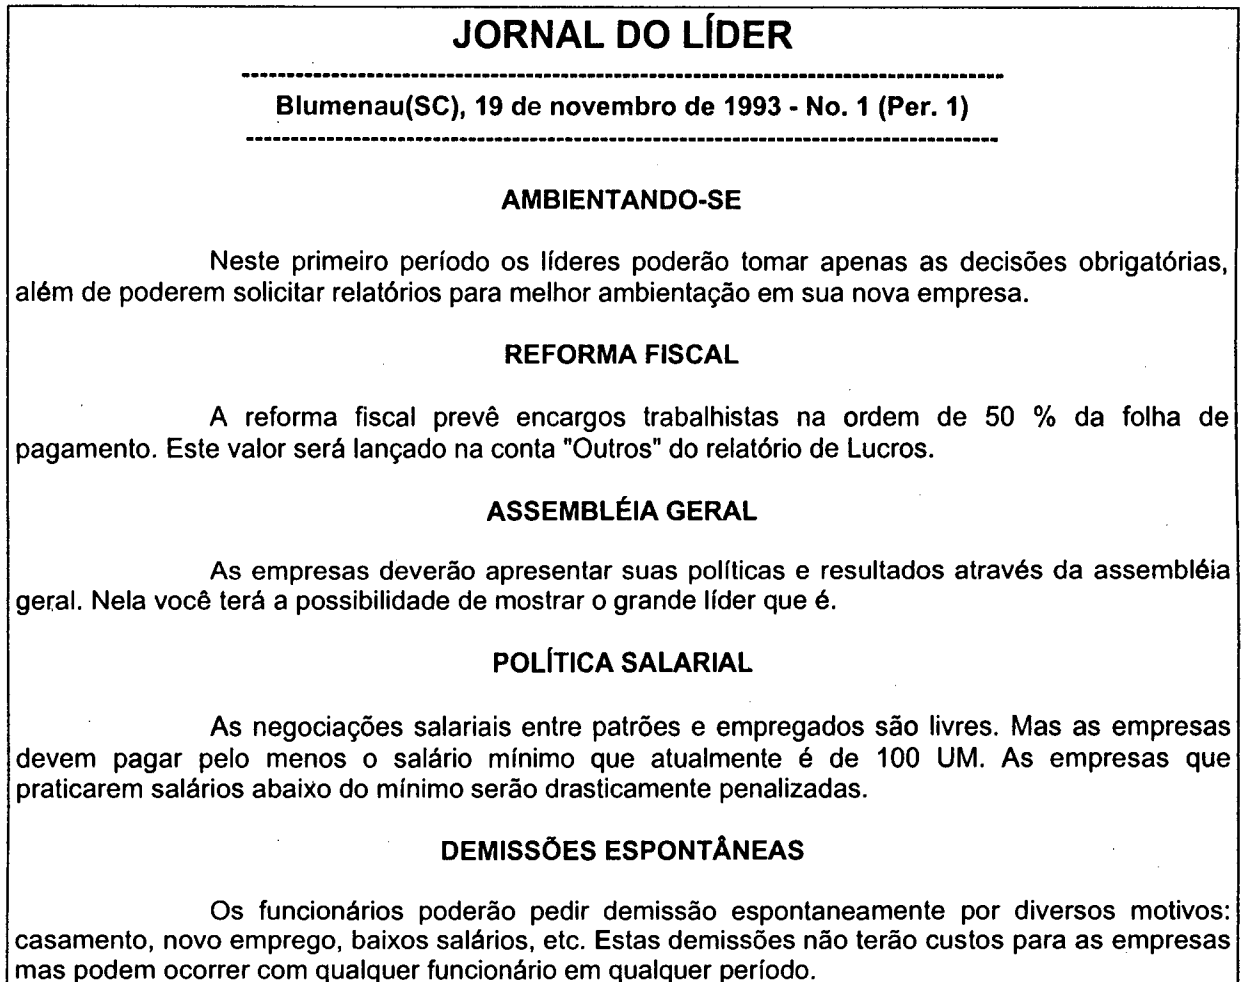 JORNAL DO LÍDER
Blumenau(SC), 19 de novembro de 1993 - No. 1 (Per. 1)
AMBIENTANDO-SE
Neste primeiro período os líderes poderão tomar apenas as decisões obrigatórias,
além de poderem solicitar relatórios para melhor ambientação em sua nova empresa.
REFORMA FISCAL
A reforma fiscal prevê encargos trabalhistas na ordem de 50 % da folha de
pagamento. Este valor será lançado na conta "Outros" do relatório de Lucros.
ASSEMBLÉIA GERAL
As empresas deverão apresentar suas políticas e resultados através da assembléia
geral. Nela você terá a possibilidade de mostrar o grande líder que é.
POLÍTICA SALARIAL
As negociações salariais entre patrões e empregados são livres. Mas as empresas
devem pagar pelo menos o salário mínimo que atualmente é de 100 UM. As empresas que
praticarem salários abaixo do mínimo serão drasticamente penalizadas.
DEMISSÕES ESPONTÂNEAS
Os funcionários poderão pedir demissão espontaneamente por diversos motivos:
casamento, novo emprego, baixos salários, etc. Estas demissões não terão custos para as empresas
mas podem ocorrer com qualquer funcionário em qualquer período.